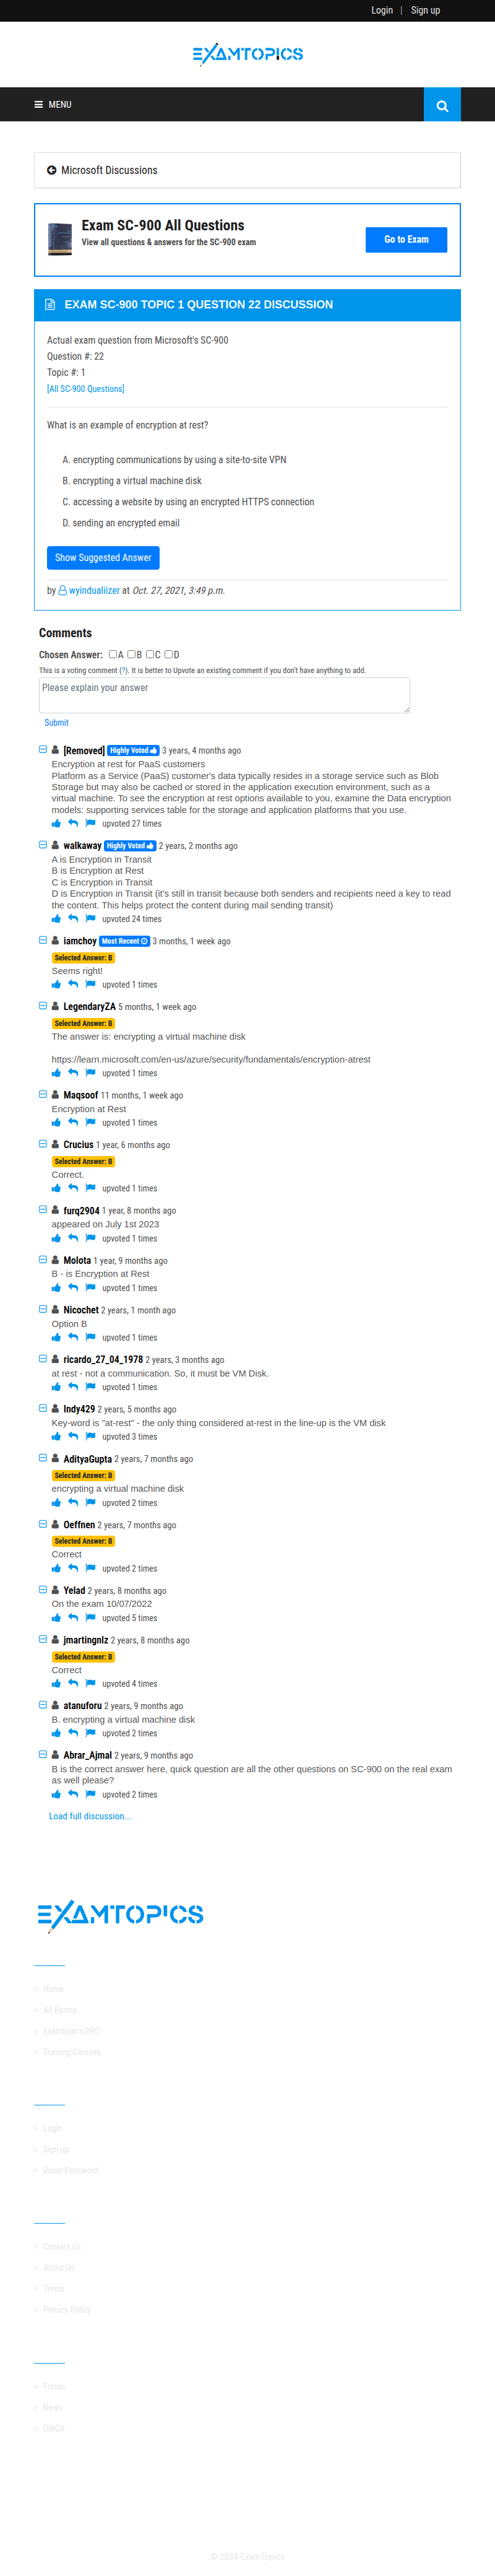 Login | Sign up
EXAMTOPICS
MENU
Microsoft Discussions
Exam SC-900 All Questions
View all questions & answers for the SC-900 exam
Go to Exam
EXAM SC-900 TOPIC 1 QUESTION 22 DISCUSSION
Actual exam question from Microsoft's SC-900
Question #: 22
Topic #: 1
[All SC-900 Questions]
What is an example of encryption at rest?
A. encrypting communications by using a site-to-site VPN
B. encrypting a virtual machine disk
C. accessing a website by using an encrypted HTTPS connection
D. sending an encrypted email
Show Suggested Answer
by wyindualiizer at Oct. 27, 2021, 3:49 p.m.
Comments
Chosen Answer: A B C D
This is a voting comment (?). It is better to Upvote an existing comment if you don't have anything to add.
Please explain your answer
Submit
[Removed] Highly Voted 3 years, 4 months ago
Encryption at rest for PaaS customers
Platform as a Service (PaaS) customer's data typically resides in a storage service such as Blob
Storage but may also be cached or stored in the application execution environment, such as a
virtual machine. To see the encryption at rest options available to you, examine the Data encryption
models: supporting services table for the storage and application platforms that you use.
upvoted 27 times
walkaway Highly Voted 2 years, 2 months ago
A is Encryption in Transit
B is Encryption at Rest
C is Encryption in Transit
D is Encryption in Transit (it's still in transit because both senders and recipients need a key to read
the content. This helps protect the content during mail sending transit)
upvoted 24 times
iamchoy Most Recent 3 months, 1 week ago
Selected Answer: B
Seems right!
upvoted 1 times
LegendaryZA 5 months, 1 week ago
Selected Answer: B
The answer is: encrypting a virtual machine disk
https://learn.microsoft.com/en-us/azure/security/fundamentals/encryption-atrest
upvoted 1 times
Maqsoof 11 months, 1 week ago
Encryption at Rest
upvoted 1 times
Crucius 1 year, 6 months ago
Selected Answer: B
Correct.
upvoted 1 times
furq2904 1 year, 8 months ago
appeared on July 1st 2023
upvoted 1 times
Molota 1 year, 9 months ago
B - is Encryption at Rest
upvoted 1 times
Nicochet 2 years, 1 month ago
Option B
upvoted 1 times
ricardo_27_04_1978 2 years, 3 months ago
at rest - not a communication. So, it must be VM Disk.
upvoted 1 times
Indy429 2 years, 5 months ago
Key-word is "at-rest" - the only thing considered at-rest in the line-up is the VM disk
upvoted 3 times
AdityaGupta 2 years, 7 months ago
Selected Answer: B
encrypting a virtual machine disk
upvoted 2 times
Oeffnen 2 years, 7 months ago
Selected Answer: B
Correct
upvoted 2 times
Yelad 2 years, 8 months ago
On the exam 10/07/2022
upvoted 5 times
jmartingnlz 2 years, 8 months ago
Selected Answer: B
Correct
upvoted 4 times
atanuforu 2 years, 9 months ago
B. encrypting a virtual machine disk
upvoted 2 times
Abrar_Ajmal 2 years, 9 months ago
B is the correct answer here, quick question are all the other questions on SC-900 on the real exam
as well please?
upvoted 2 times
Load full discussion...
EXAMTOPICS
Home
All Exams
Examtopics PRO
Training Courses
Login
Sign up
Reset Password
Contact Us
About Us
Terms
Privacy Policy
Forum
News
DMCA
© 2024 ExamTopics